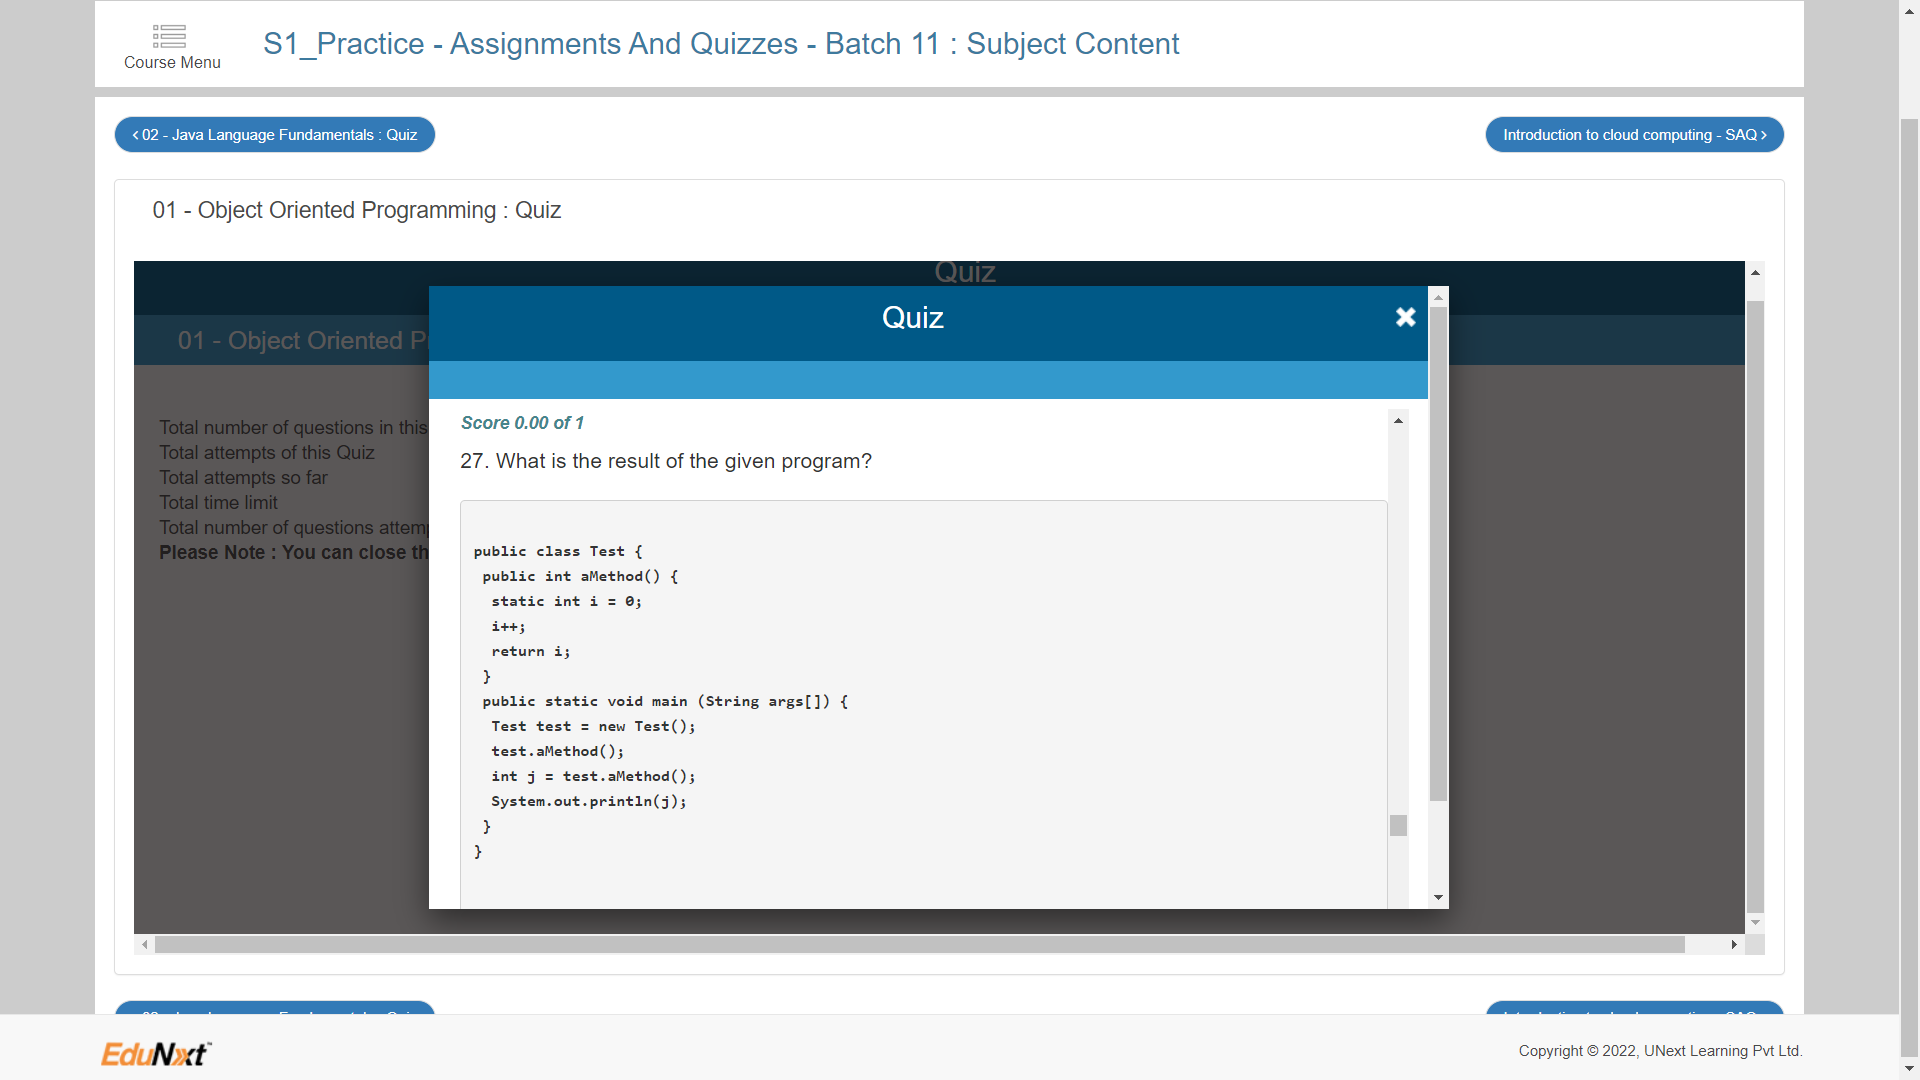 Course Menu
S1_Practice - Assignments And Quizzes - Batch 11 : Subject Content
02 - Java Language Fundamentals : Quiz
Introduction to cloud computing - SAQ
01 - Object Oriented Programming : Quiz
Quiz
01 - Object Oriented P
Total number of questions in this
Total attempts of this Quiz
Total attempts so far
Total time limit
Total number of questions attem
Please Note : You can close th
Quiz
Score 0.00 of 1
27. What is the result of the given program?
public class Test {
public int aMethod() {
static int i = 0;
i++;
return i;
}
public static void main (String args[]) {
Test test = new Test();
test.aMethod();
int j = test.aMethod();
System.out.println(j);
}
}
EduNxt™
Copyright © 2022, UNext Learning Pvt Ltd.